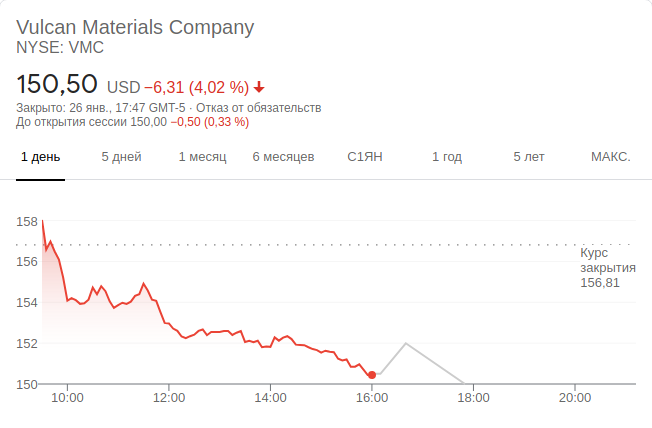 Vulcan Materials Company
NYSE: VMC
150,50 USD −6,31 (4,02 %)
Закрыто: 26 янв., 17:47 GMT-5 · Отказ от обязательств
До открытия сессии 150,00 −0,50 (0,33 %)
1 день 5 дней 1 месяц 6 месяцев С1ЯН 1 год 5 лет МАКС.
158
156
154
152
150
Курс
закрытия
156,81
10:00 12:00 14:00 16:00 18:00 20:00